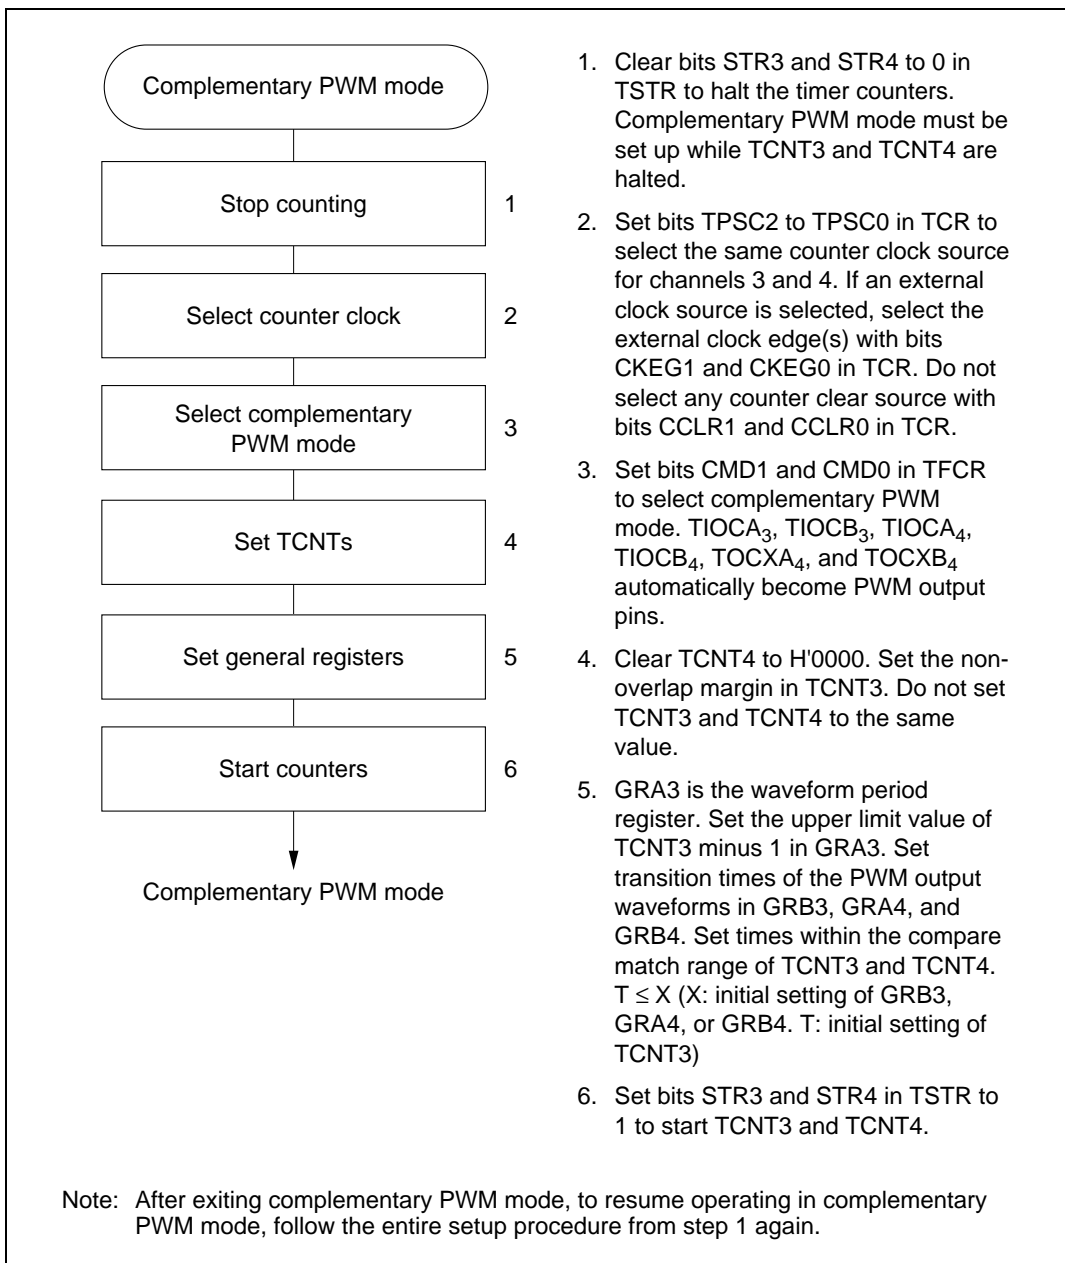 Complementary PWM mode
Stop counting
1
Select counter clock
2
Select complementary
PWM mode
3
Set TCNTs
4
Set general registers
5
Start counters
6
Complementary PWM mode
1. Clear bits STR3 and STR4 to 0 in
TSTR to halt the timer counters.
Complementary PWM mode must be
set up while TCNT3 and TCNT4 are
halted.
2. Set bits TPSC2 to TPSC0 in TCR to
select the same counter clock source
for channels 3 and 4. If an external
clock source is selected, select the
external clock edge(s) with bits
CKEG1 and CKEG0 in TCR. Do not
select any counter clear source with
bits CCLR1 and CCLR0 in TCR.
3. Set bits CMD1 and CMD0 in TFCR
to select complementary PWM
mode. TIOCA₃, TIOCB₃, TIOCA₄,
TIOCB₄, TOCXA₄, and TOCXB₄
automatically become PWM output
pins.
4. Clear TCNT4 to H'0000. Set the non-
overlap margin in TCNT3. Do not set
TCNT3 and TCNT4 to the same
value.
5. GRA3 is the waveform period
register. Set the upper limit value of
TCNT3 minus 1 in GRA3. Set
transition times of the PWM output
waveforms in GRB3, GRA4, and
GRB4. Set times within the compare
match range of TCNT3 and TCNT4.
T ≤ X (X: initial setting of GRB3,
GRA4, or GRB4. T: initial setting of
TCNT3)
6. Set bits STR3 and STR4 in TSTR to
1 to start TCNT3 and TCNT4.
Note: After exiting complementary PWM mode, to resume operating in complementary
PWM mode, follow the entire setup procedure from step 1 again.